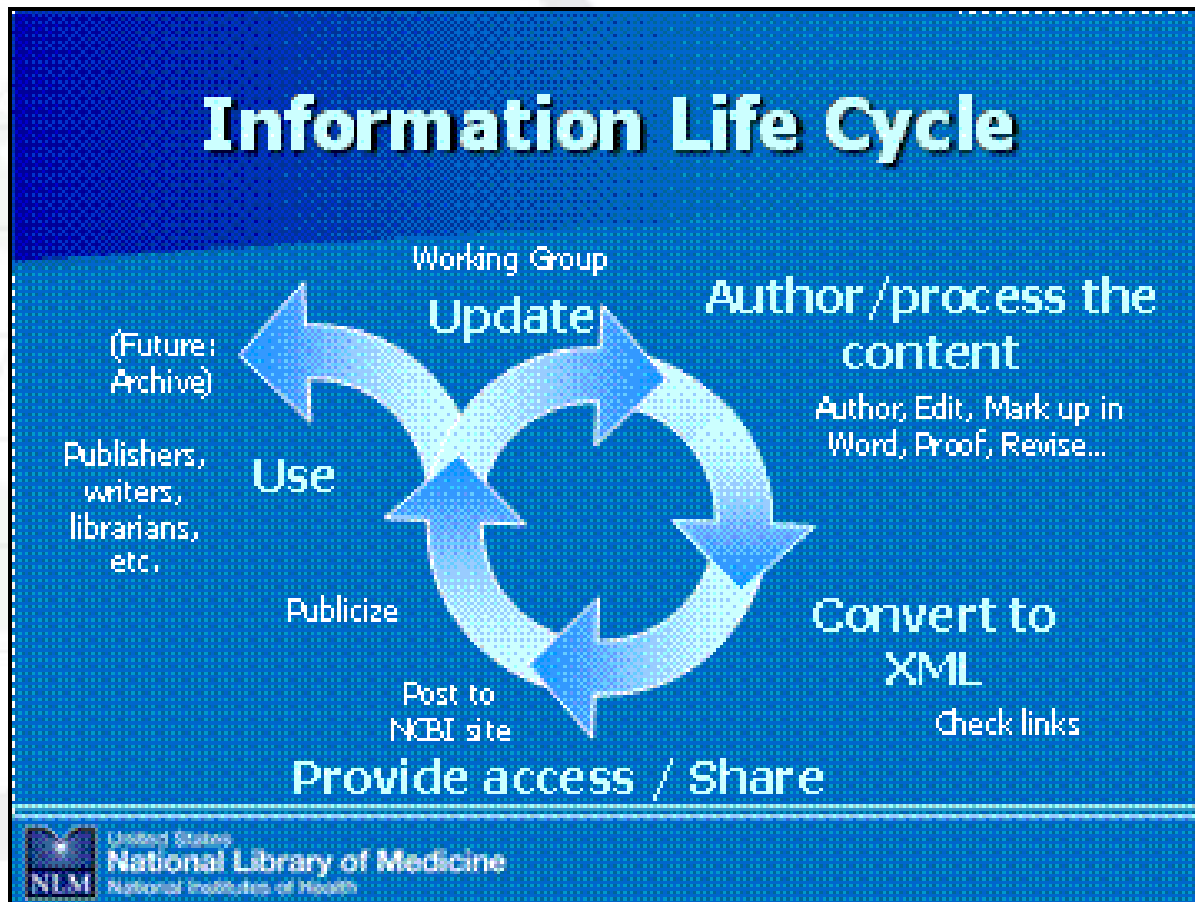 Information Life Cycle
Working Group
Update
Author/process the
content
Author, Edit, Mark up in
Word, Proof, Revise...
Convert to
XML
Check links
Provide access / Share
Post to
NCBI site
Publicize
Use
Publishers,
writers,
librarians,
etc.
(Future:
Archive)
NLM
United States
National Library of Medicine
National Institutes of Health